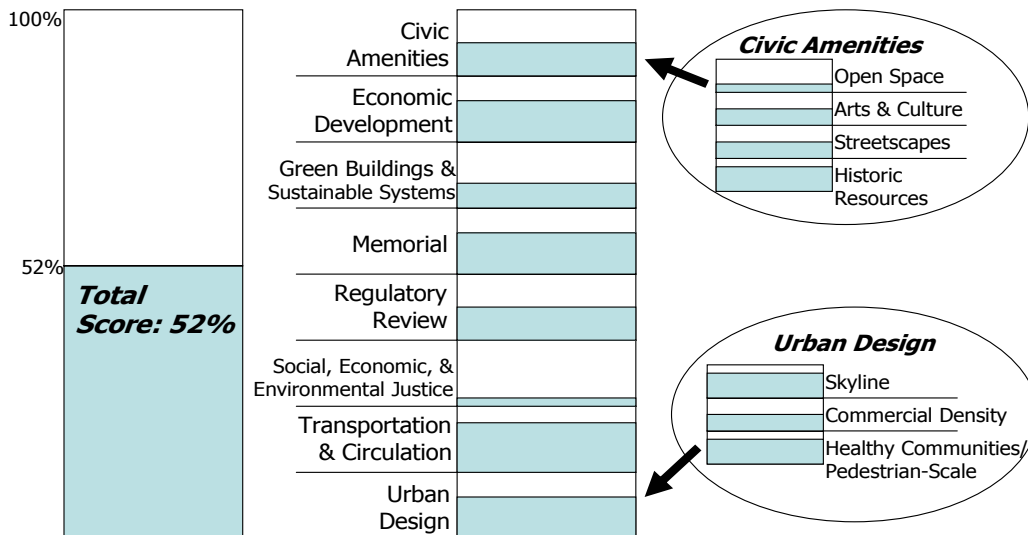 100%
52%
Total
Score: 52%
Civic
Amenities
Economic
Development
Green Buildings &
Sustainable Systems
Memorial
Regulatory
Review
Social, Economic, &
Environmental Justice
Transportation
& Circulation
Urban
Design
Civic Amenities
Open Space
Arts & Culture
Streetscapes
Historic
Resources
Urban Design
Skyline
Commercial Density
Healthy Communities/
Pedestrian-Scale